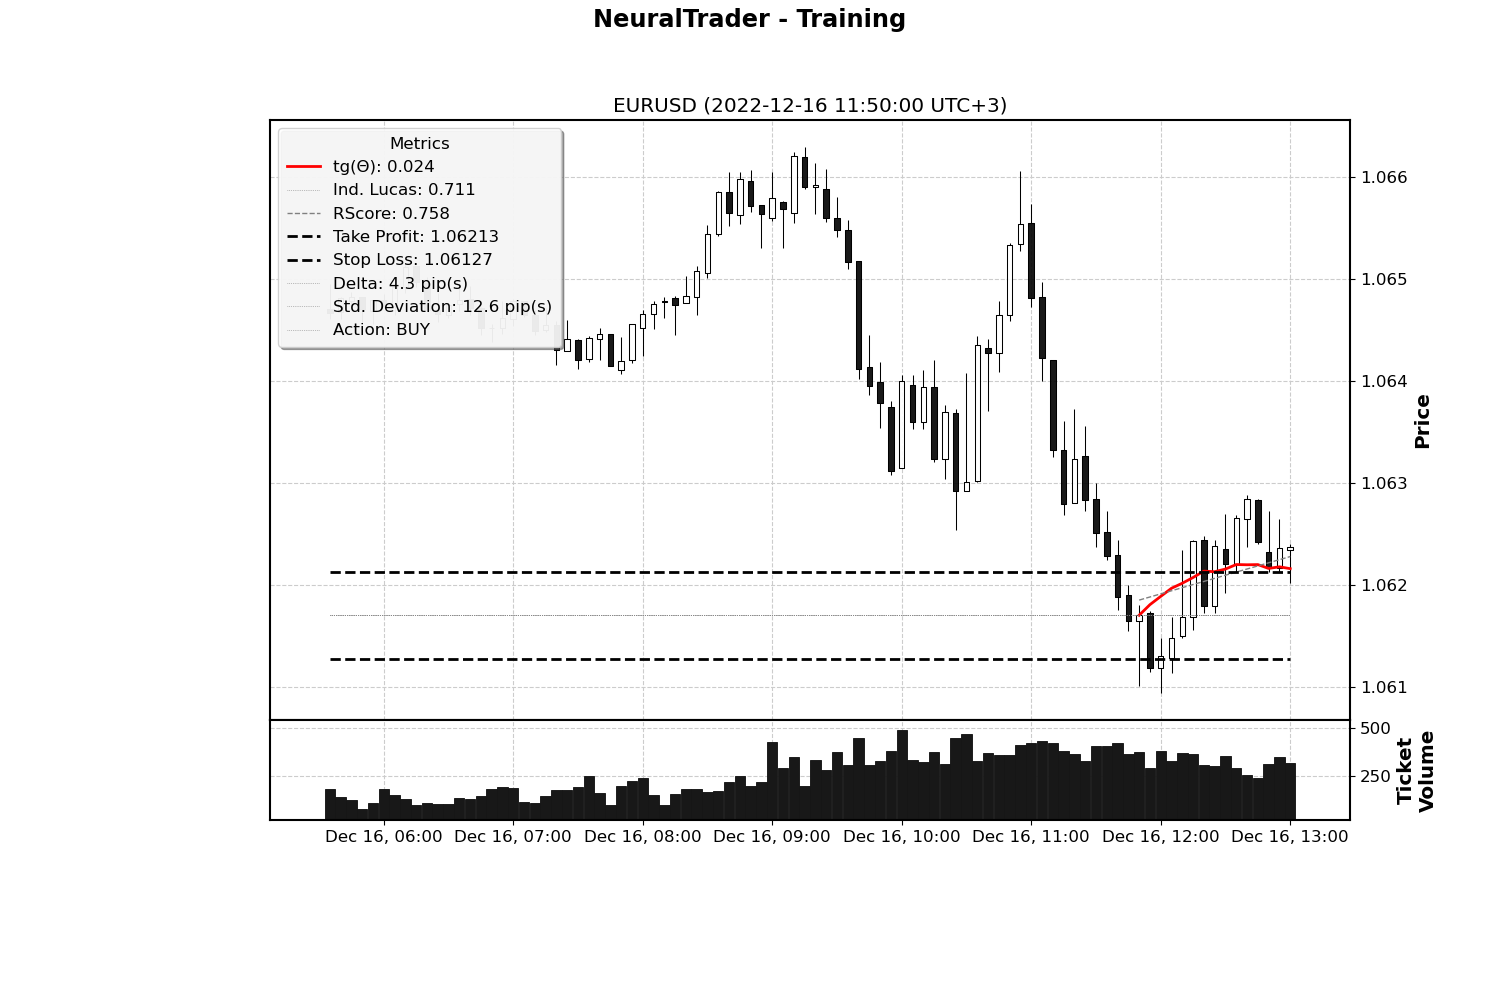 NeuralTrader - Training
EURUSD (2022-12-16 11:50:00 UTC+3)
Metrics
tg(Θ): 0.024
Ind. Lucas: 0.711
RScore: 0.758
Take Profit: 1.06213
Stop Loss: 1.06127
Delta: 4.3 pip(s)
Std. Deviation: 12.6 pip(s)
Action: BUY
1.066
1.065
1.064
1.063
1.062
1.061
Price
500
250
Ticket
Volume
Dec 16, 06:00
Dec 16, 07:00
Dec 16, 08:00
Dec 16, 09:00
Dec 16, 10:00
Dec 16, 11:00
Dec 16, 12:00
Dec 16, 13:00